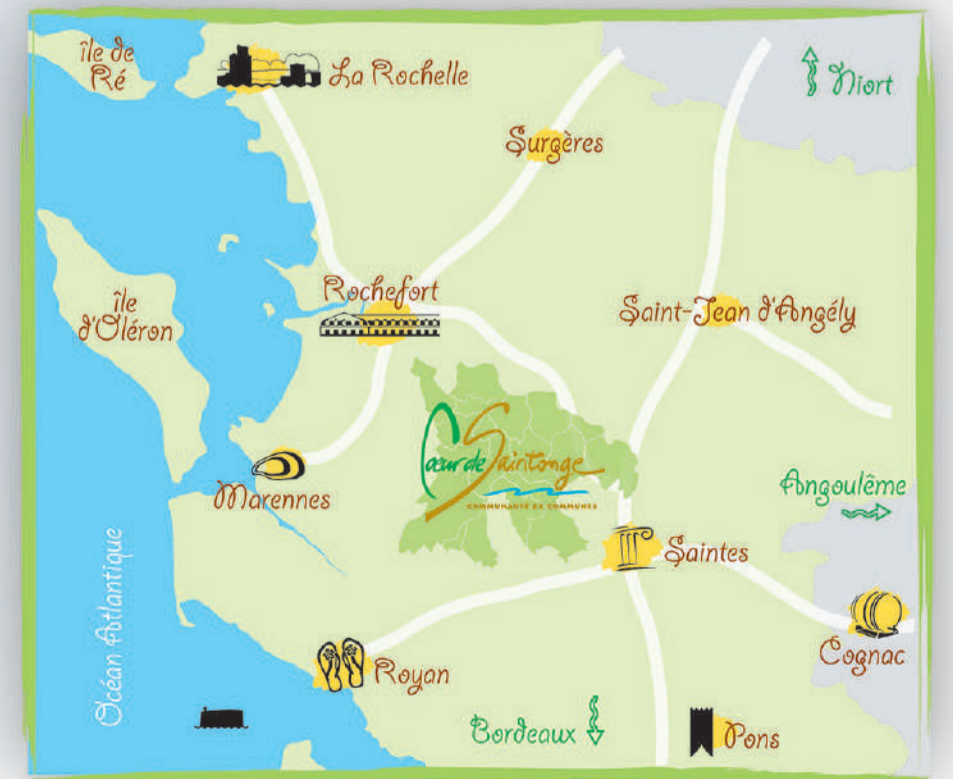 île de
Ré
La Rochelle
Niort
Surgères
Rochefort
île
d'Oléron
Saint-Jean d'Angély
Coeur de Saintonge
COMMUNAUTÉ DE COMMUNES
Marennes
Angoulême
Océan Atlantique
Saintes
Cognac
Royan
Bordeaux
Pons